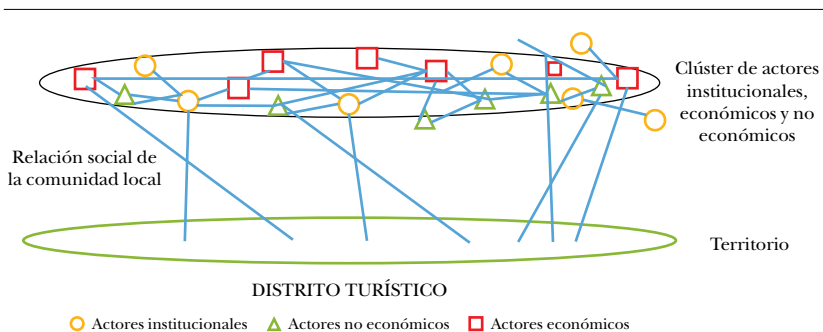 Clúster de actores
institucionales,
económicos y no
económicos
Relación social de
la comunidad local
Territorio
DISTRITO TURÍSTICO
Actores institucionales Actores no económicos Actores económicos